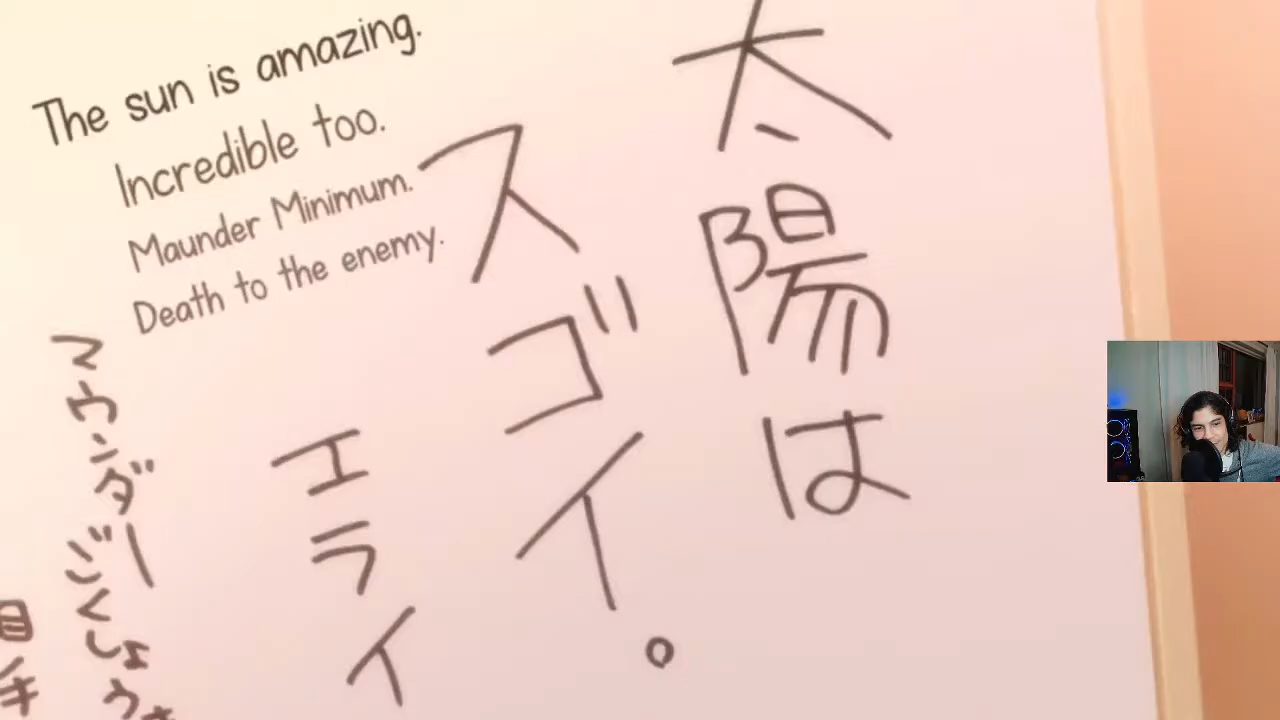 The sun is amazing.
Incredible too.
Maunder Minimum.
Death to the enemy.
太陽は
スゴイ。
エライ
マウンダー
ごくしょうき